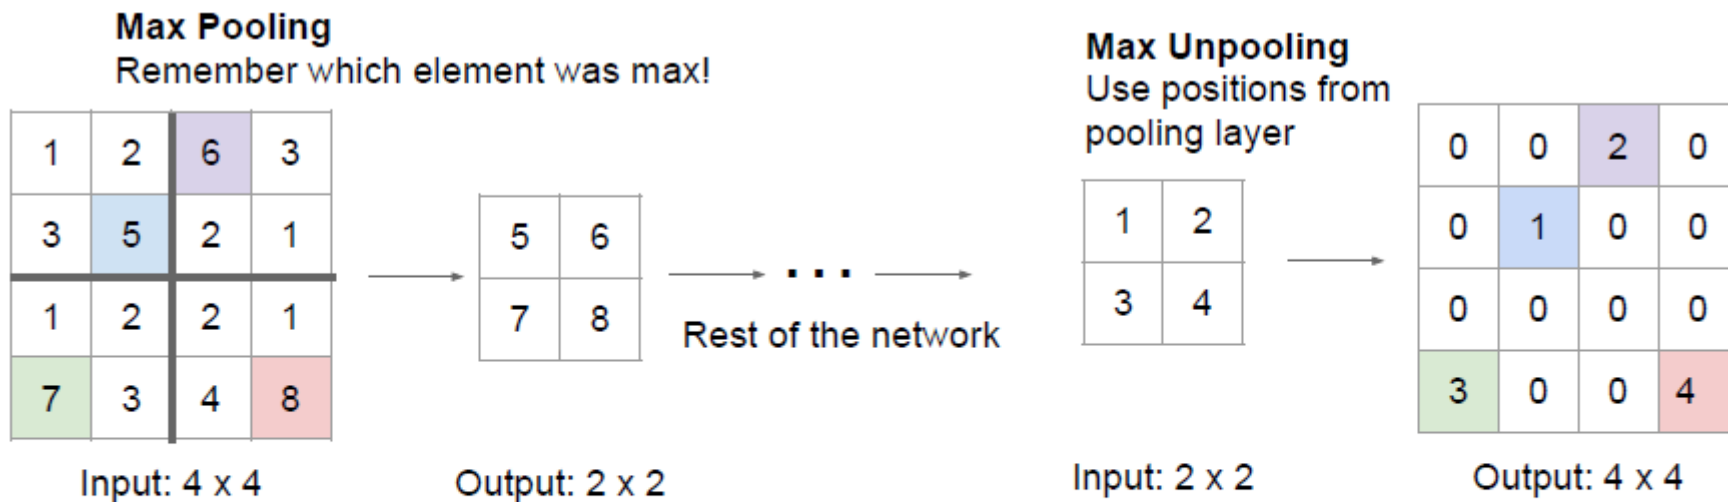 Max Pooling
Remember which element was max!
1 2 6 3
3 5 2 1
1 2 2 1
7 3 4 8
Input: 4 x 4
5 6
7 8
Output: 2 x 2
...
Rest of the network
Max Unpooling
Use positions from
pooling layer
1 2
3 4
Input: 2 x 2
0 0 2 0
0 1 0 0
0 0 0 0
3 0 0 4
Output: 4 x 4